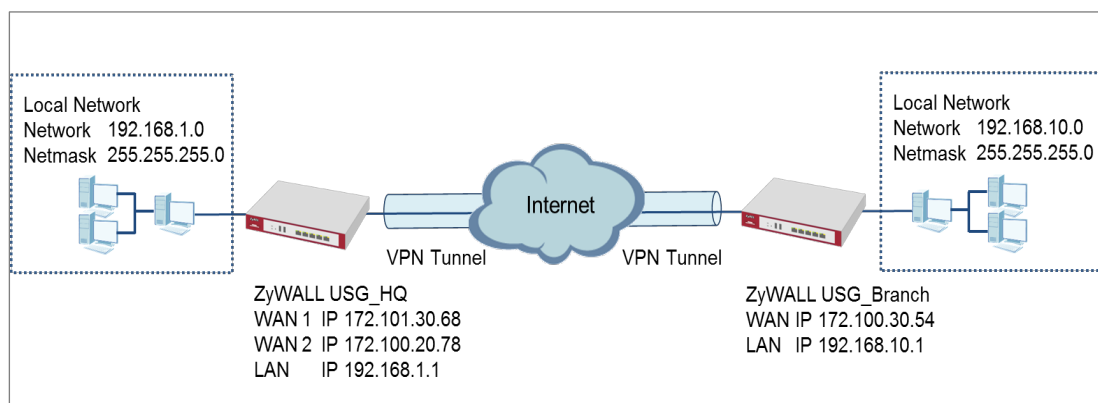 Local Network
Network 192.168.1.0
Netmask 255.255.255.0
Local Network
Network 192.168.10.0
Netmask 255.255.255.0
Internet
VPN Tunnel
VPN Tunnel
ZyWALL USG_HQ
WAN 1 IP 172.101.30.68
WAN 2 IP 172.100.20.78
LAN IP 192.168.1.1
ZyWALL USG_Branch
WAN IP 172.100.30.54
LAN IP 192.168.10.1